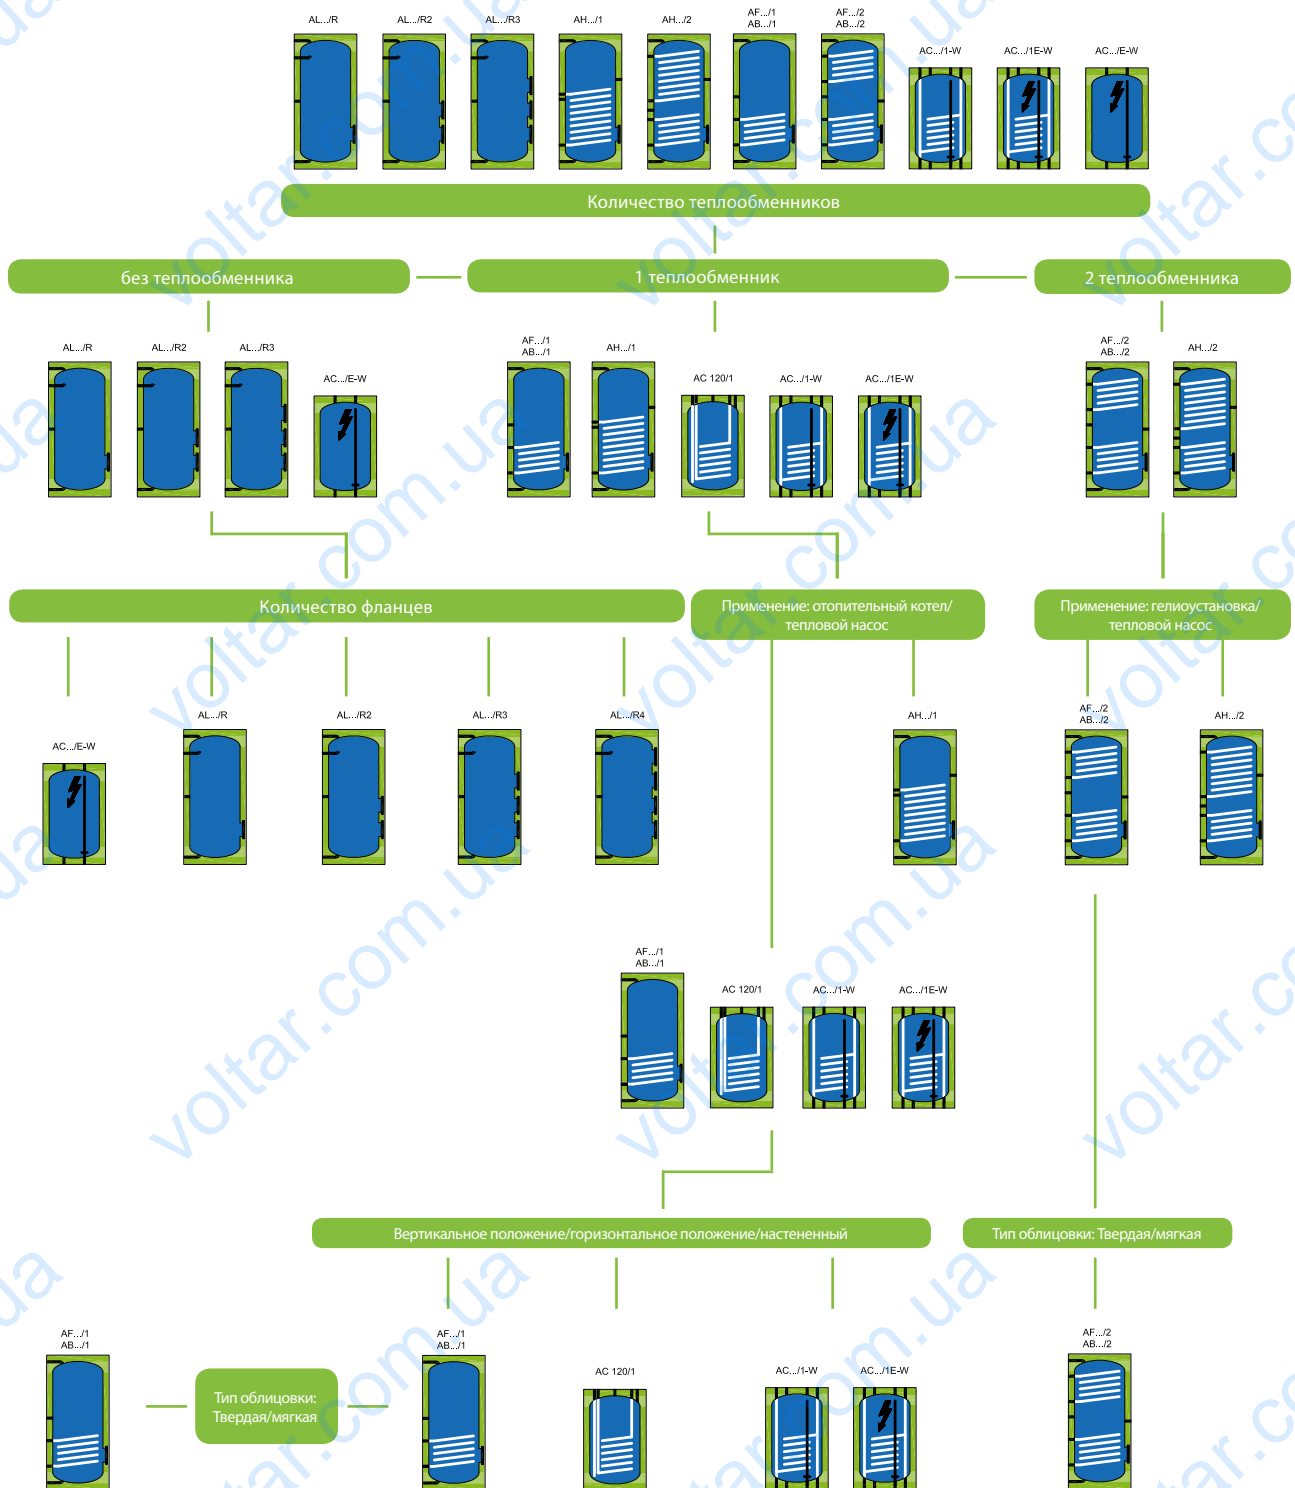 AL.../R
AL.../R2
AL.../R3
AH.../1
AH.../2
AF.../1
AB.../1
AF.../2
AB.../2
AC.../1-W
AC.../1E-W
AC.../E-W
Количество теплообменников
без теплообменника
1 теплообменник
2 теплообменника
AL.../R
AL.../R2
AL.../R3
AC.../E-W
AF.../1
AB.../1
AH.../1
AC 120/1
AC.../1-W
AC.../1E-W
AF.../2
AB.../2
AH.../2
Количество фланцев
Применение: отопительный котел/
тепловой насос
Применение: гелиоустановка/
тепловой насос
AC.../E-W
AL.../R
AL.../R2
AL.../R3
AL.../R4
AH.../1
AF.../2
AB.../2
AH.../2
AF.../1
AB.../1
AC 120/1
AC.../1-W
AC.../1E-W
Вертикальное положение/горизонтальное положение/настененный
Тип облицовки: Твердая/мягкая
AF.../1
AB.../1
Тип облицовки:
Твердая/мягкая
AF.../1
AB.../1
AC 120/1
AC.../1-W
AC.../1E-W
AF.../2
AB.../2
voltar.com.ua